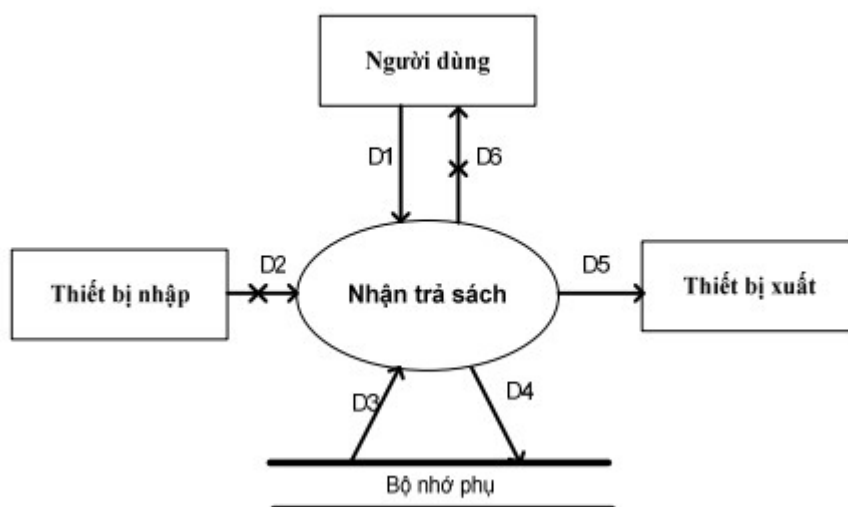 Người dùng
D1
D6
Thiết bị nhập
D2
Nhận trả sách
D5
Thiết bị xuất
D3
D4
Bộ nhớ phụ